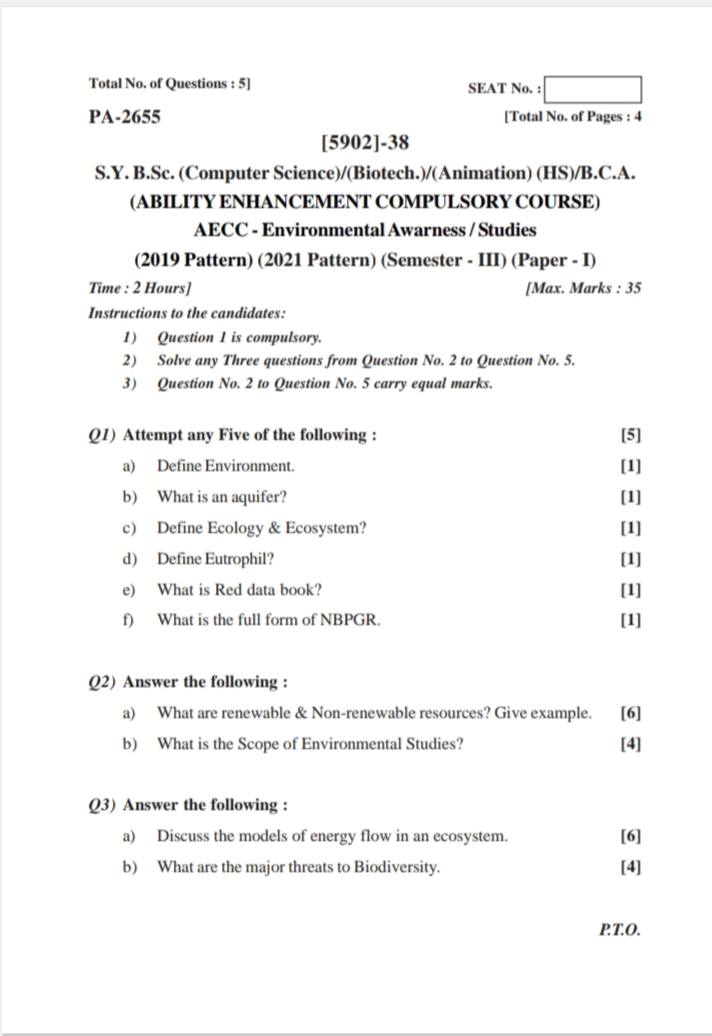 Total No. of Questions : 5]
SEAT No. :
PA-2655
[Total No. of Pages : 4
[5902]-38
S.Y. B.Sc. (Computer Science)/(Biotech.)/(Animation) (HS)/B.C.A.
(ABILITY ENHANCEMENT COMPULSORY COURSE)
AECC - Environmental Awarness / Studies
(2019 Pattern) (2021 Pattern) (Semester - III) (Paper - I)
Time : 2 Hours] [Max. Marks : 35
Instructions to the candidates:
1) Question 1 is compulsory.
2) Solve any Three questions from Question No. 2 to Question No. 5.
3) Question No. 2 to Question No. 5 carry equal marks.
Q1) Attempt any Five of the following : [5]
a) Define Environment. [1]
b) What is an aquifer? [1]
c) Define Ecology & Ecosystem? [1]
d) Define Eutrophil? [1]
e) What is Red data book? [1]
f) What is the full form of NBPGR. [1]
Q2) Answer the following :
a) What are renewable & Non-renewable resources? Give example. [6]
b) What is the Scope of Environmental Studies? [4]
Q3) Answer the following :
a) Discuss the models of energy flow in an ecosystem. [6]
b) What are the major threats to Biodiversity. [4]
P.T.O.